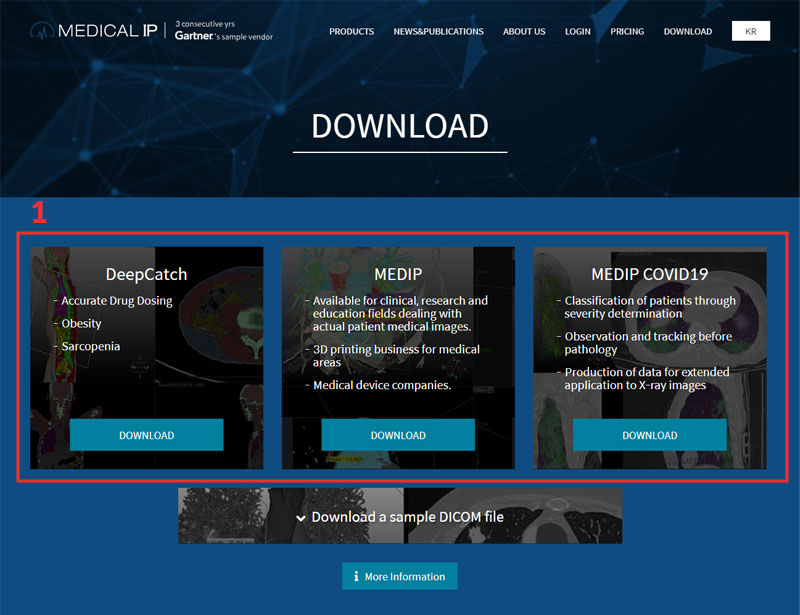 MEDICAL IP
3 consecutive yrs
Gartner's sample vendor
PRODUCTS NEWS&PUBLICATIONS ABOUT US LOGIN PRICING DOWNLOAD KR
DOWNLOAD
1
DeepCatch
- Accurate Drug Dosing
- Obesity
- Sarcopenia
DOWNLOAD
MEDIP
- Available for clinical, research and
education fields dealing with
actual patient medical images.
- 3D printing business for medical
areas
- Medical device companies.
DOWNLOAD
MEDIP COVID19
- Classification of patients through
severity determination
- Observation and tracking before
pathology
- Production of data for extended
application to X-ray images
DOWNLOAD
Download a sample DICOM file
More Information